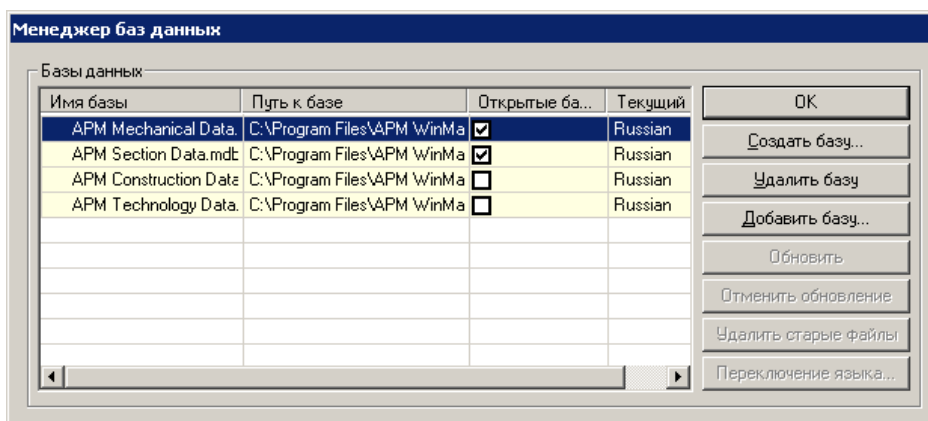 Менеджер баз данных
Базы данных
Имя базы Путь к базе Открытые ба... Текущий
APM Mechanical Data. C:\Program Files\APM WinMa Russian
APM Section Data.mdb C:\Program Files\APM WinMa Russian
APM Construction Data C:\Program Files\APM WinMa Russian
APM Technology Data. C:\Program Files\APM WinMa Russian
OK
Создать базу...
Удалить базу
Добавить базу...
Обновить
Отменить обновление
Удалить старые файлы
Переключение языка...